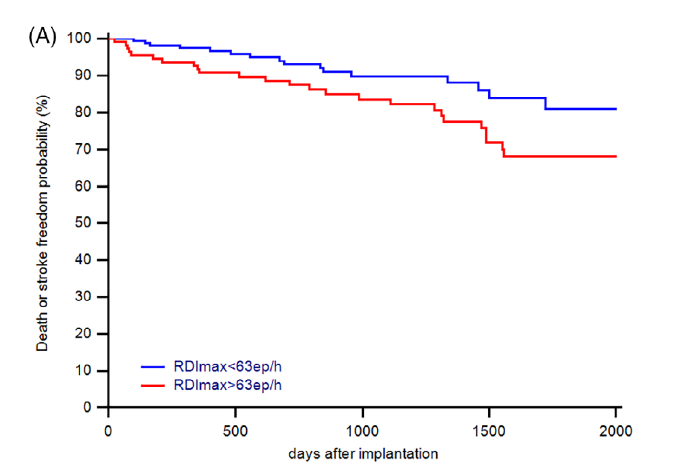 (A)
Death or stroke freedom probability (%)
100
90
80
70
60
50
40
30
20
10
0
RDImax<63ep/h
RDImax>63ep/h
0 500 1000 1500 2000
days after implantation